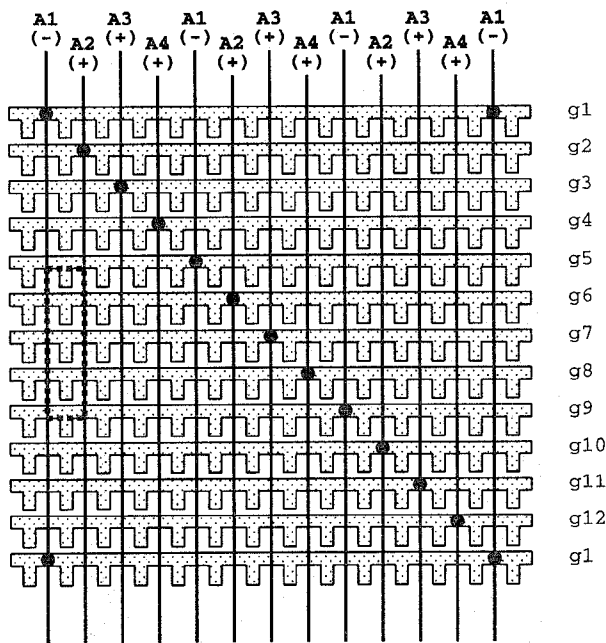 A1 A3 A1 A3 A1 A3 A1
(-) (+) (-) (+) (-) (+) (-)
A2 A4 A2 A4 A2 A4
(+) (+) (+) (+) (+) (+)
g1
g2
g3
g4
g5
g6
g7
g8
g9
g10
g11
g12
g1